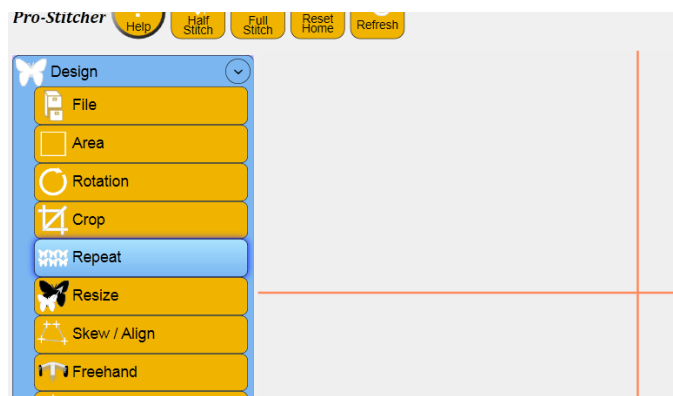 Pro-Stitcher
Help
Half
Stitch
Full
Stitch
Reset
Home
Refresh
Design
File
Area
Rotation
Crop
Repeat
Resize
Skew / Align
Freehand